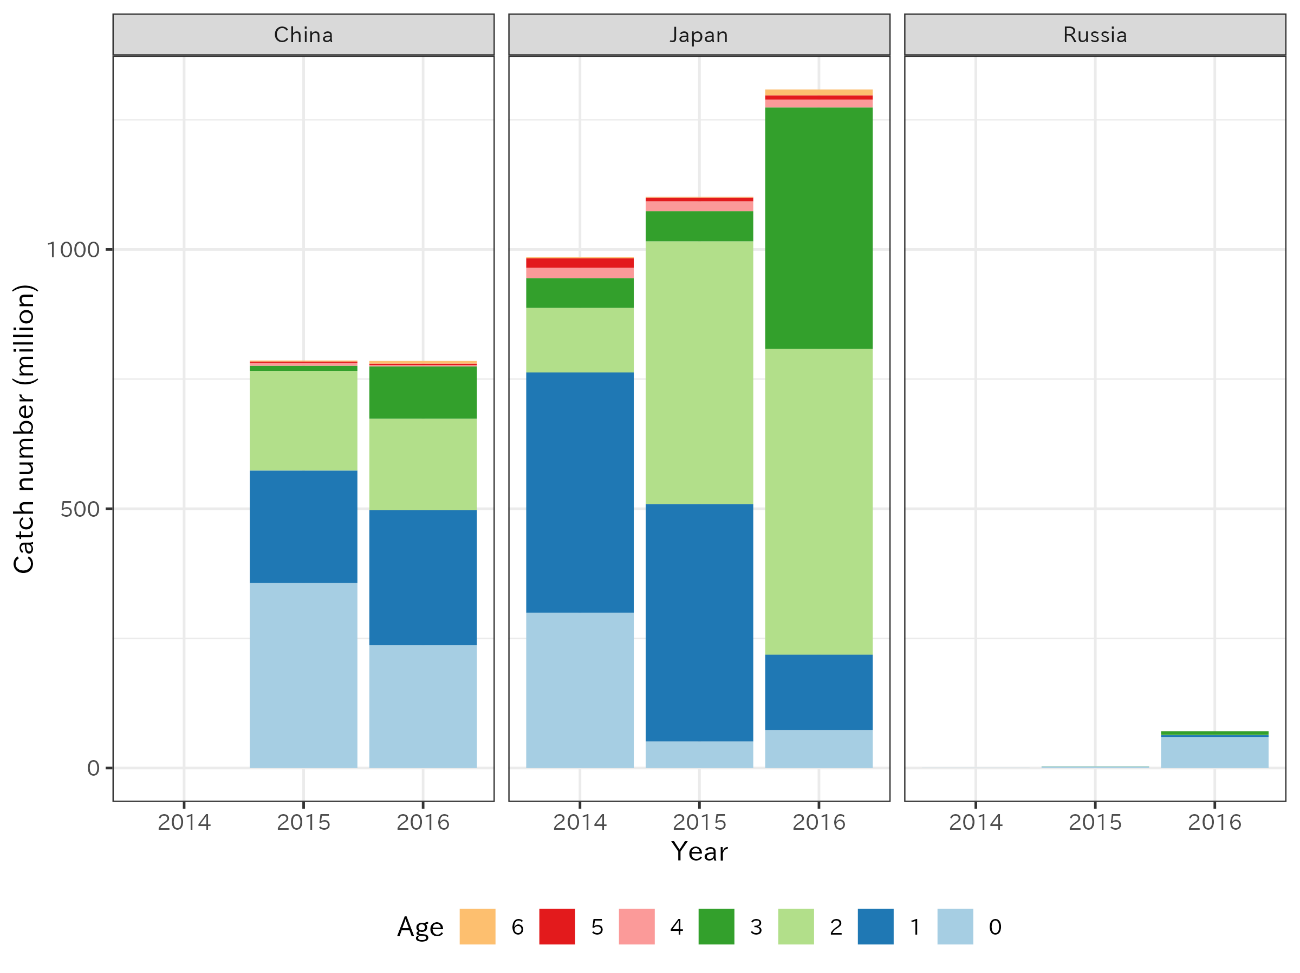 China Japan Russia
1000
500
0
Catch number (million)
2014 2015 2016 2014 2015 2016 2014 2015 2016
Year
Age 6 5 4 3 2 1 0